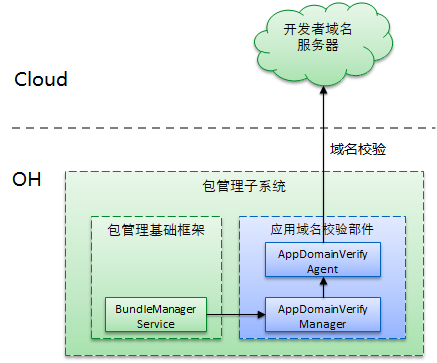 开发者域名
服务器
Cloud
域名校验
OH
包管理子系统
包管理基础框架
应用域名校验部件
AppDomainVerify
Agent
BundleManager
Service
AppDomainVerify
Manager